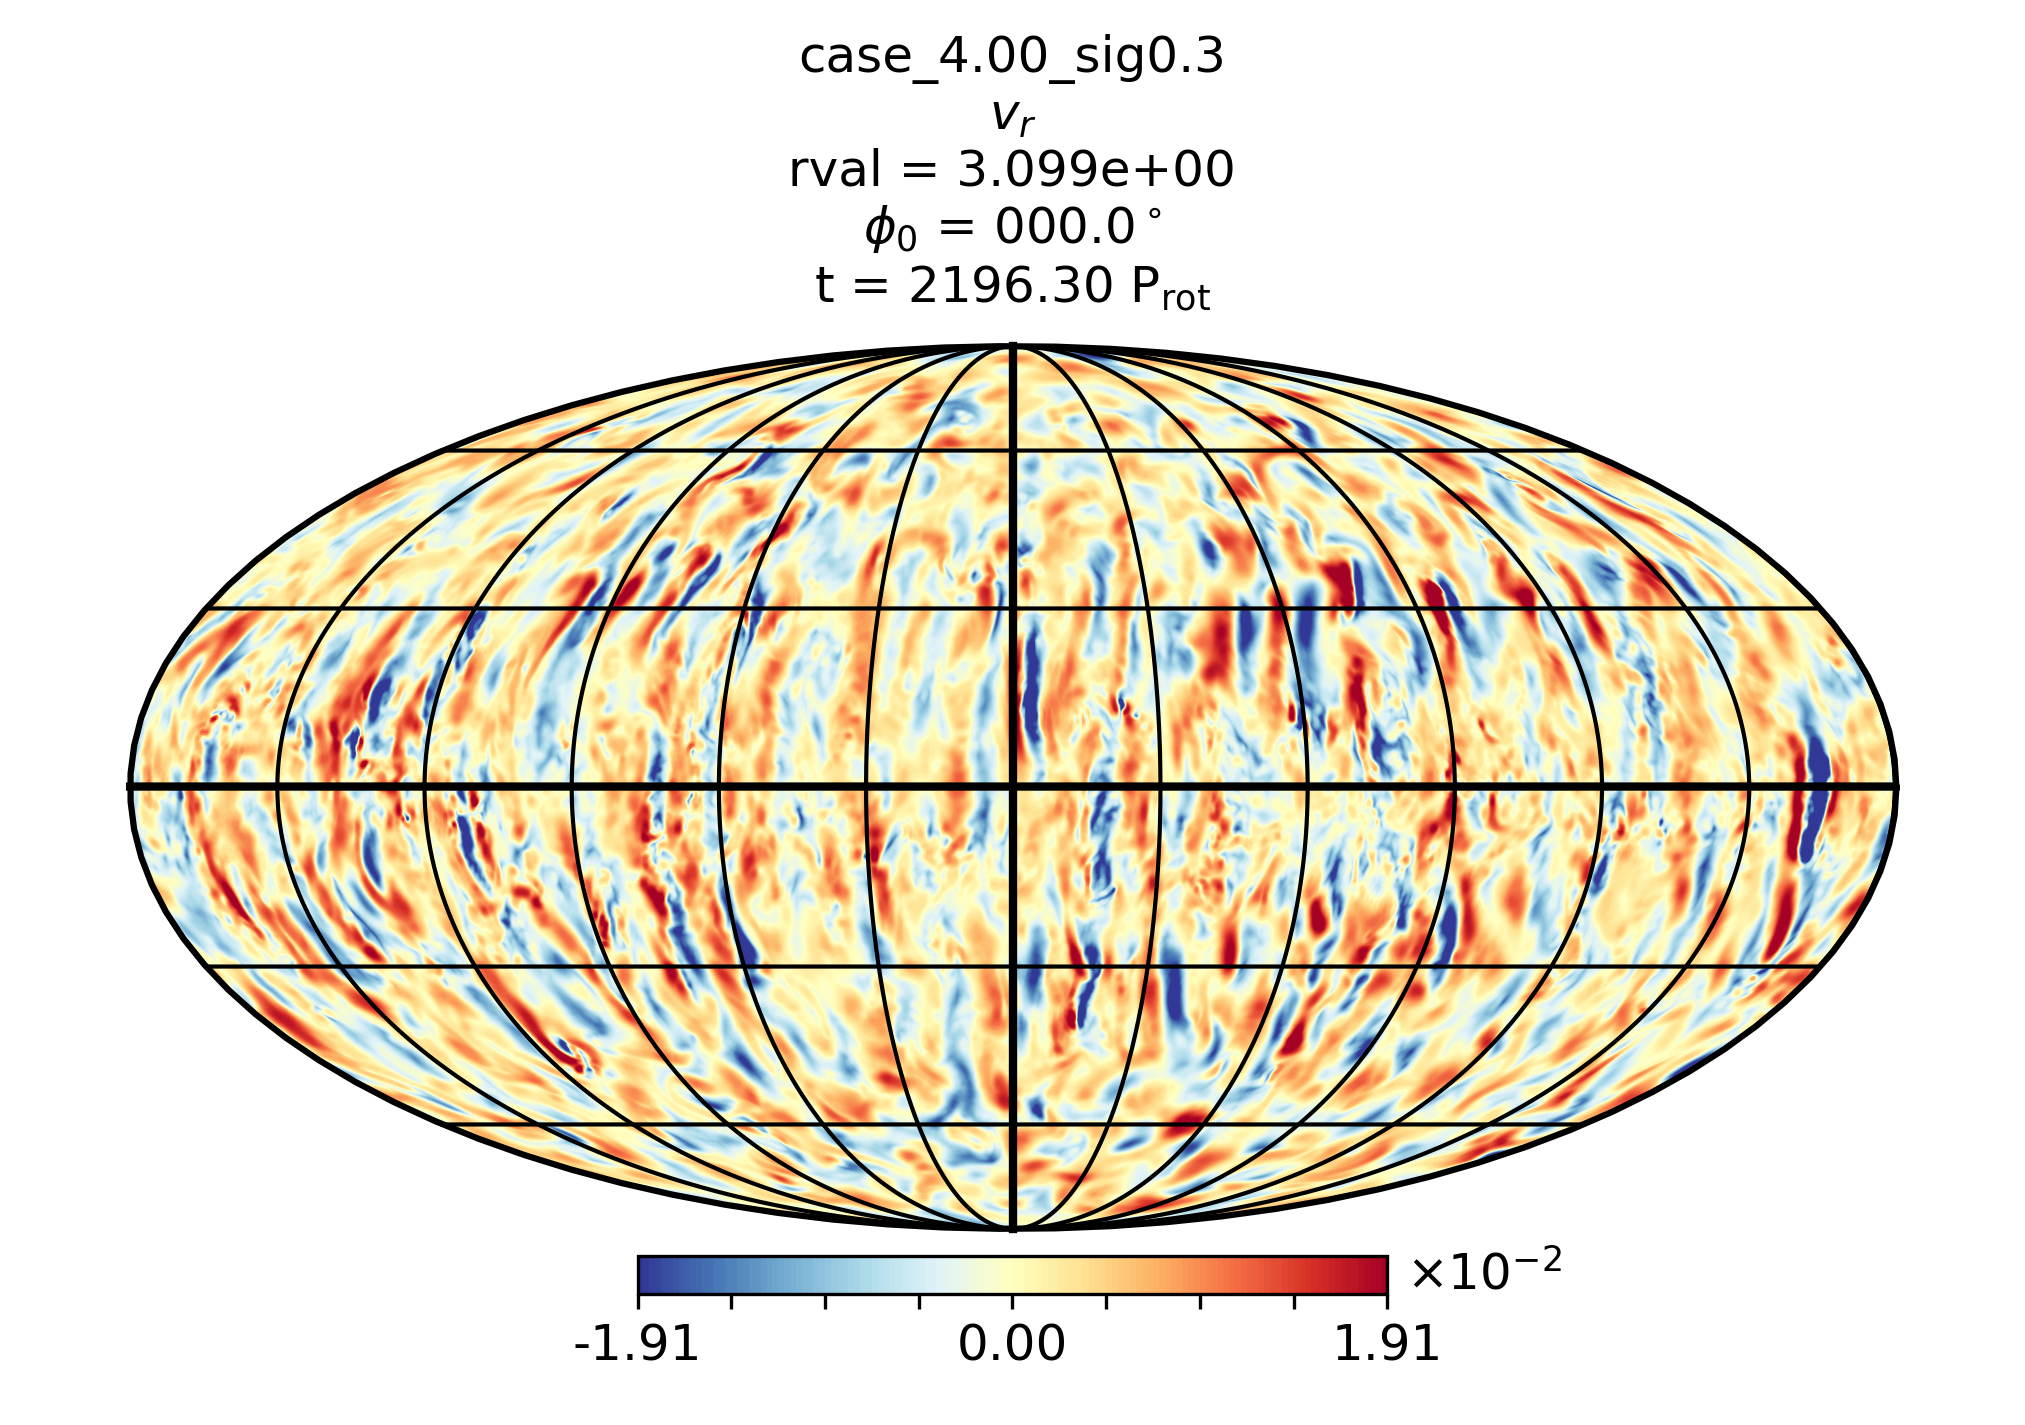 case_4.00_sig0.3
v_r
rval = 3.099e+00
ϕ_0 = 000.0°
t = 2196.30 P_rot
×10⁻²
-1.91 0.00 1.91